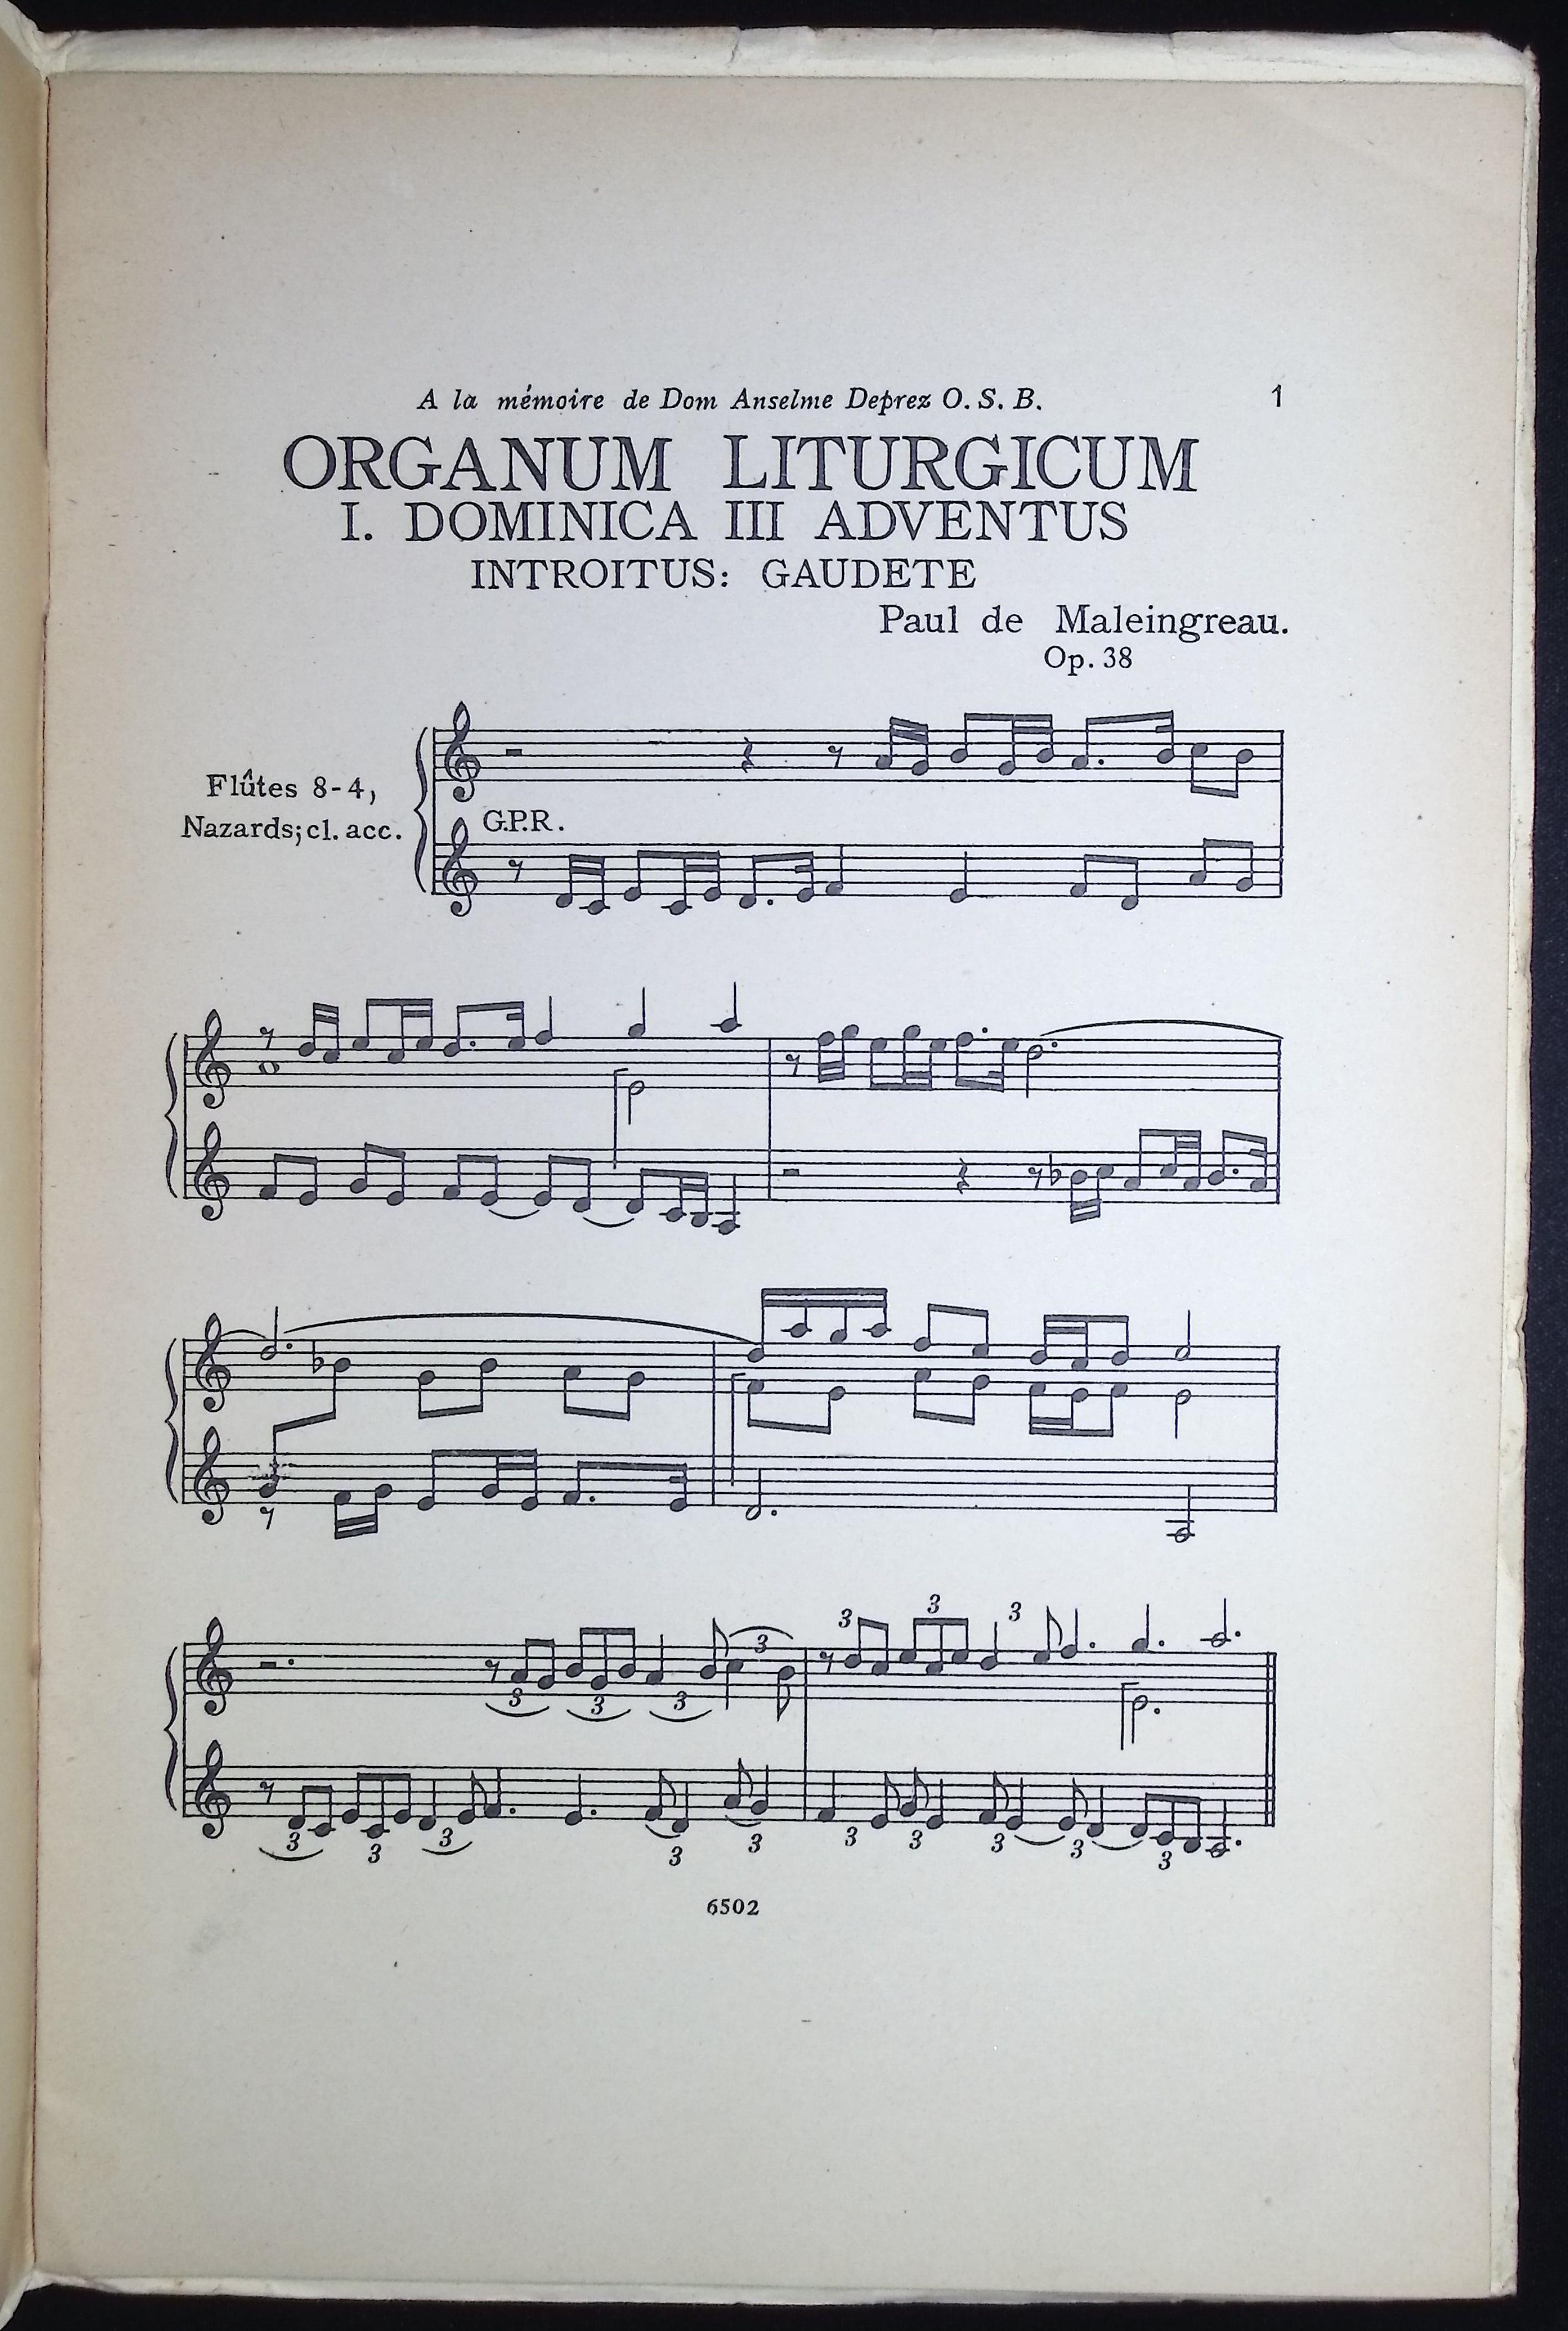 A la mémoire de Dom Anselme Deprez O. S. B.
1
ORGANUM LITURGICUM
I. DOMINICA III ADVENTUS
INTROITUS: GAUDETE
Paul de Maleingreau.
Op. 38
Flûtes 8-4,
Nazards; cl. acc.
G.P.R.
3 3 3
3
3 3 3 3
3 3 3 3 3
3 3 3 3 3
6502